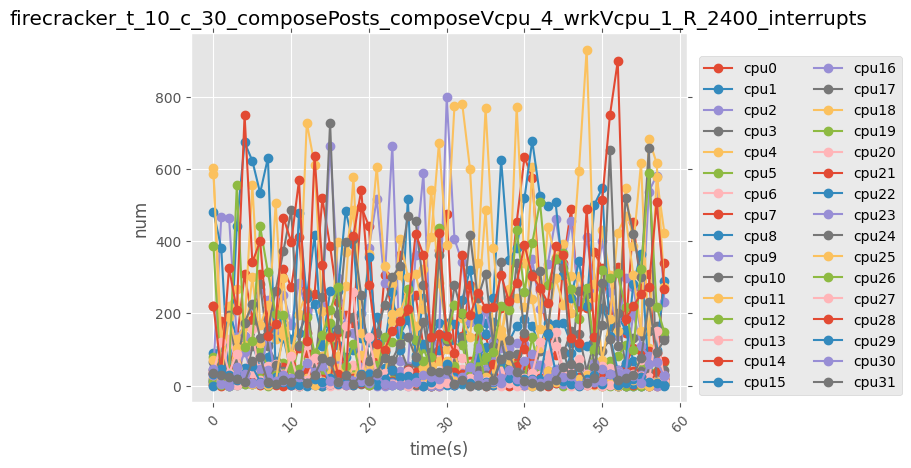 firecracker_t_10_c_30_composePosts_composeVcpu_4_wrkVcpu_1_R_2400_interrupts
num
800
600
400
200
0
0
10
20
30
40
50
60
time(s)
cpu0
cpu1
cpu2
cpu3
cpu4
cpu5
cpu6
cpu7
cpu8
cpu9
cpu10
cpu11
cpu12
cpu13
cpu14
cpu15
cpu16
cpu17
cpu18
cpu19
cpu20
cpu21
cpu22
cpu23
cpu24
cpu25
cpu26
cpu27
cpu28
cpu29
cpu30
cpu31